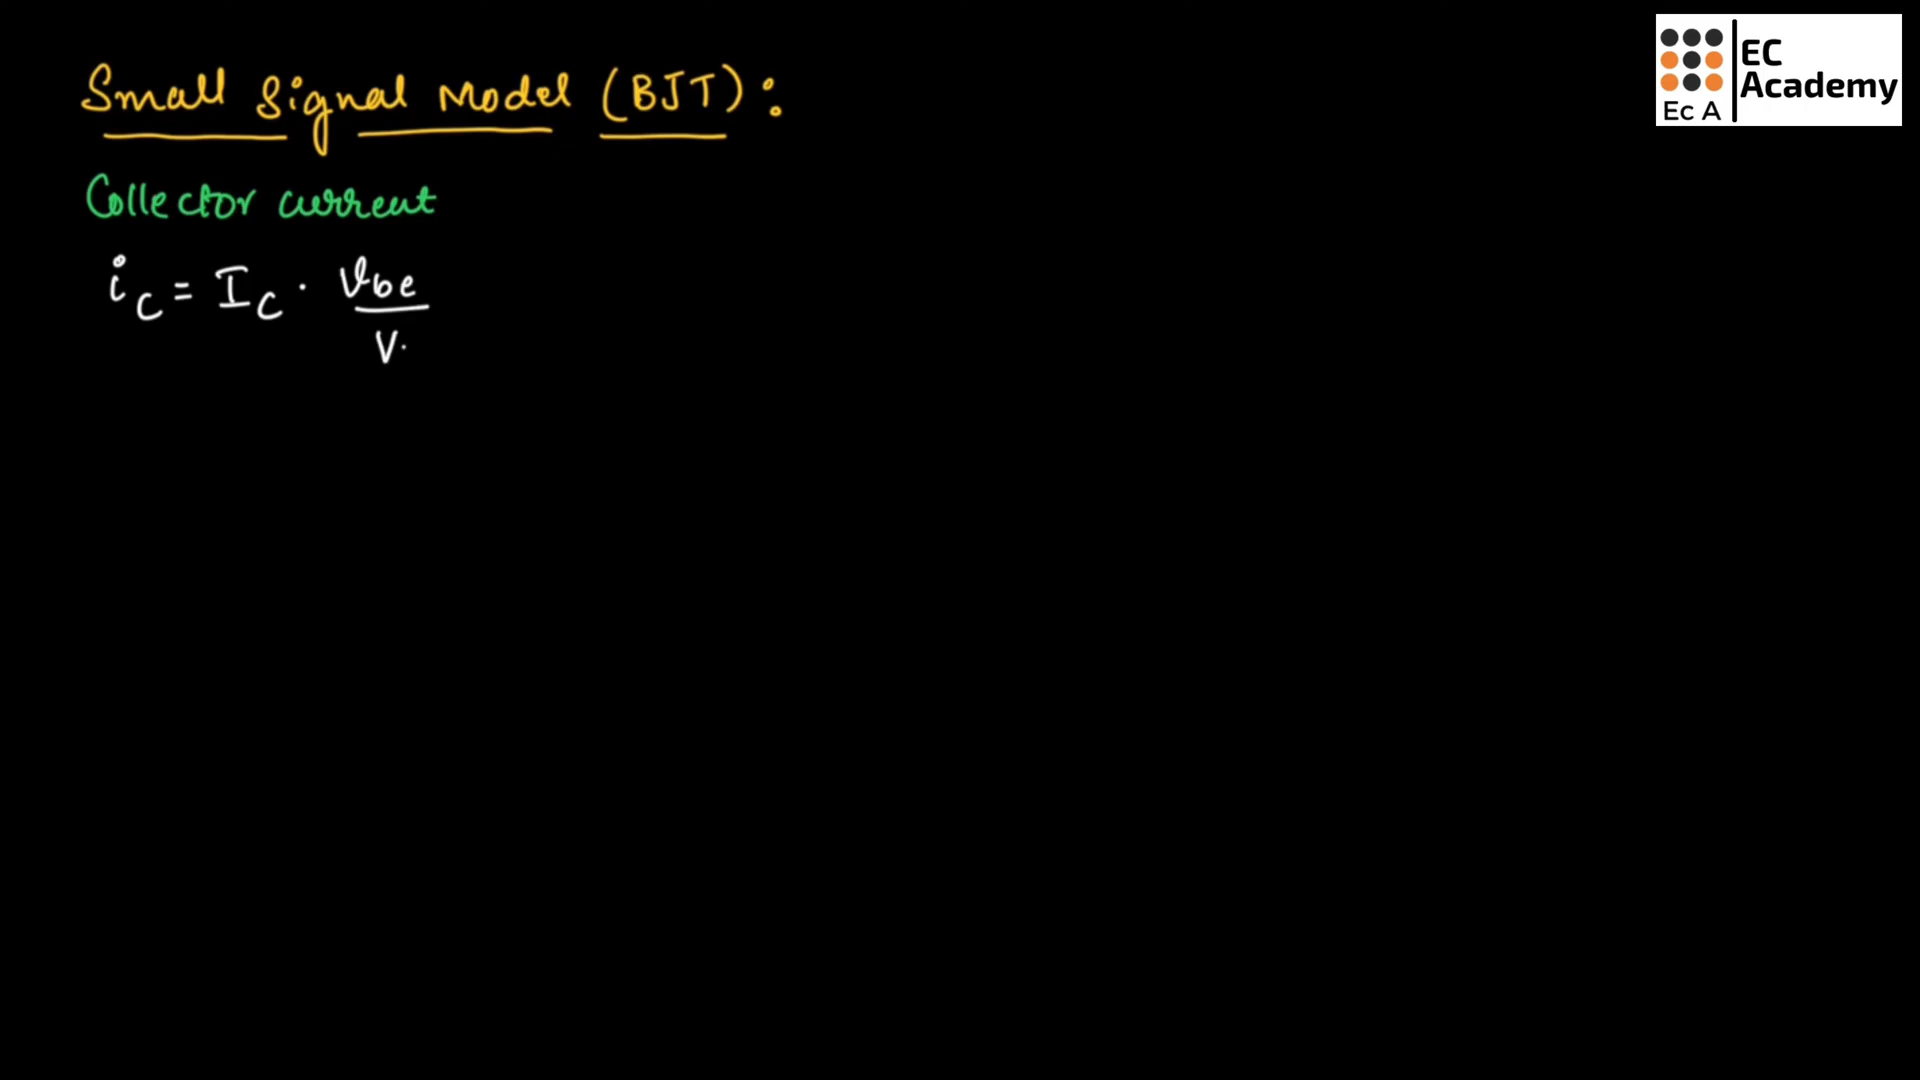 Small Signal Model (BJT):
EC
Academy
Ec A
Collector current
i_C = I_C · v_be / V